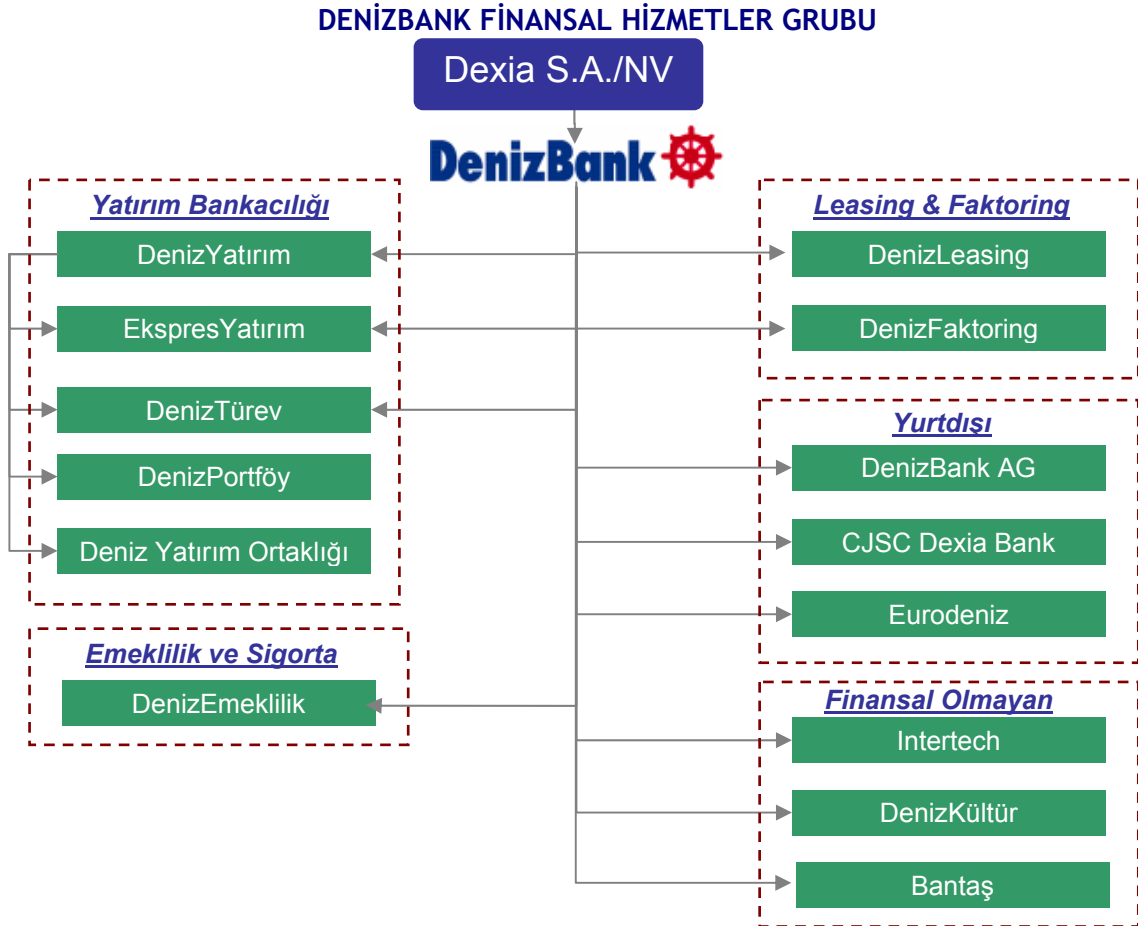 DENİZBANK FİNANSAL HİZMETLER GRUBU
Dexia S.A./NV
DenizBank
Yatırım Bankacılığı
DenizYatırım
EkspresYatırım
DenizTürev
DenizPortföy
Deniz Yatırım Ortaklığı
Emeklilik ve Sigorta
DenizEmeklilik
Leasing & Faktoring
DenizLeasing
DenizFaktoring
Yurtdışı
DenizBank AG
CJSC Dexia Bank
Eurodeniz
Finansal Olmayan
Intertech
DenizKültür
Bantaş